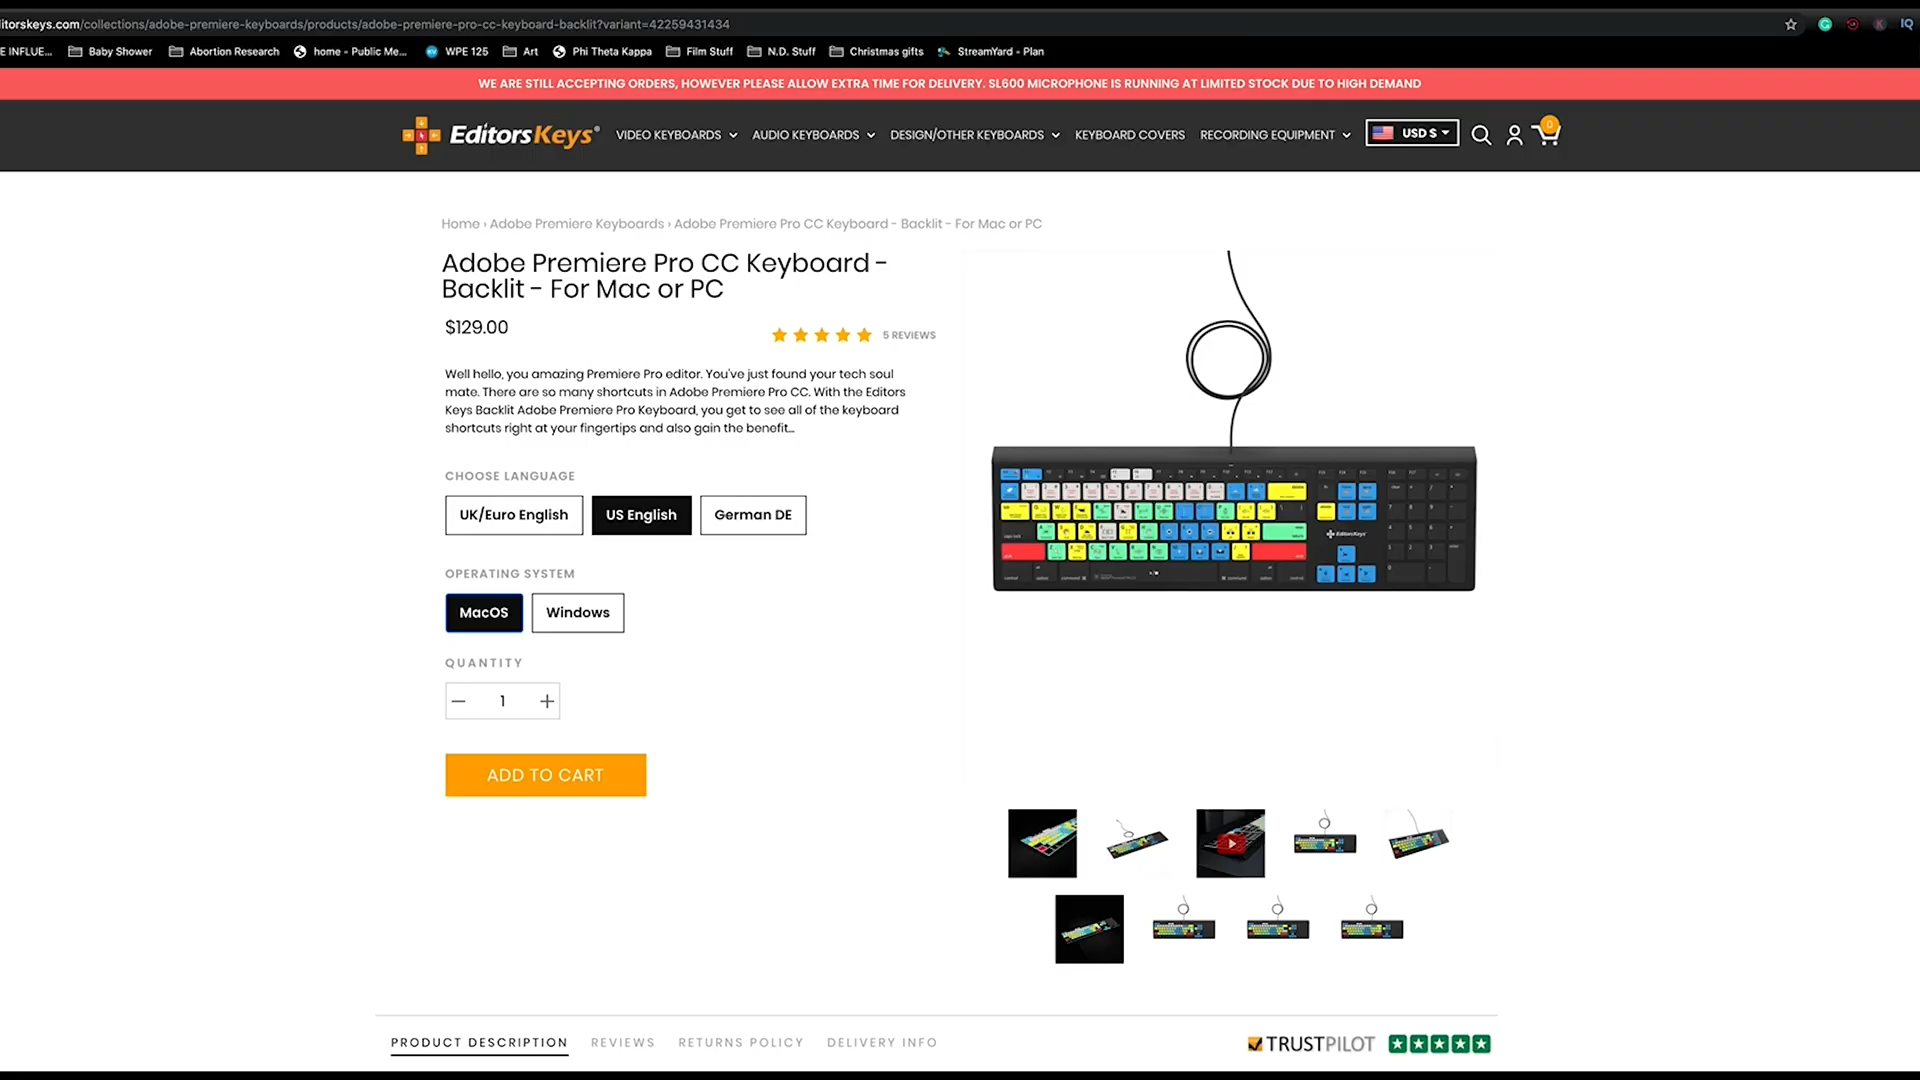 itorskeys.com/collections/adobe-premiere-keyboards/products/adobe-premiere-pro-cc-keyboard-backlit?variant=42259431434
E INFLUE... Baby Shower Abortion Research home - Public Me... WPE 125 Art Phi Theta Kappa Film Stuff N.D. Stuff Christmas gifts StreamYard - Plan
WE ARE STILL ACCEPTING ORDERS, HOWEVER PLEASE ALLOW EXTRA TIME FOR DELIVERY. SL600 MICROPHONE IS RUNNING AT LIMITED STOCK DUE TO HIGH DEMAND
EditorsKeys® VIDEO KEYBOARDS AUDIO KEYBOARDS DESIGN/OTHER KEYBOARDS KEYBOARD COVERS RECORDING EQUIPMENT USD $ 0
Home › Adobe Premiere Keyboards › Adobe Premiere Pro CC Keyboard - Backlit - For Mac or PC
Adobe Premiere Pro CC Keyboard -
Backlit - For Mac or PC
$129.00
5 REVIEWS
Well hello, you amazing Premiere Pro editor. You've just found your tech soul
mate. There are so many shortcuts in Adobe Premiere Pro CC. With the Editors
Keys Backlit Adobe Premiere Pro Keyboard, you get to see all of the keyboard
shortcuts right at your fingertips and also gain the benefit...
CHOOSE LANGUAGE
UK/Euro English US English German DE
OPERATING SYSTEM
MacOS Windows
QUANTITY
1
ADD TO CART
EditorsKeys
PRODUCT DESCRIPTION REVIEWS RETURNS POLICY DELIVERY INFO
TRUSTPILOT